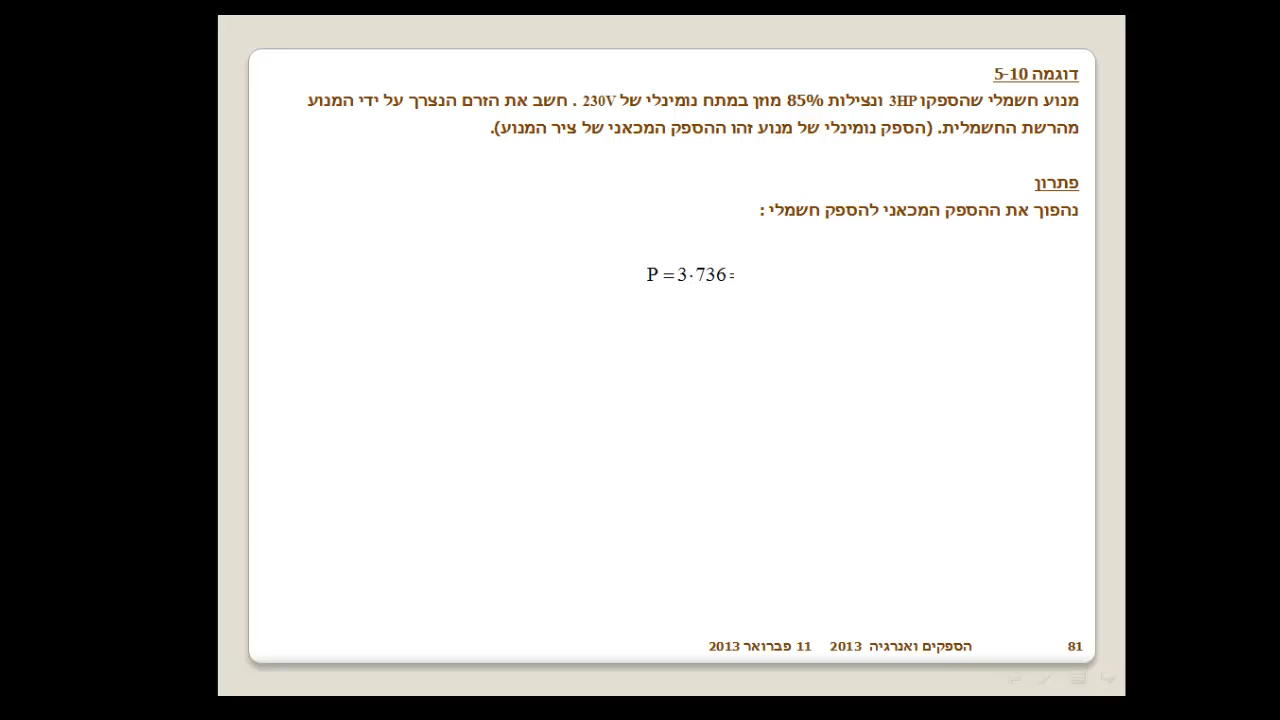 דוגמה 5-10
מנוע חשמלי שהספקו 3HP ונצילות 85% מוזן במתח נומינלי של 230V . חשב את הזרם הנצרך על ידי המנוע
מהרשת החשמלית. (הספק נומינלי של מנוע זהו ההספק המכאני של ציר המנוע).
פתרון
נהפוך את ההספק המכאני להספק חשמלי :
P = 3·736 =
81 הספקים ואנרגיה 2013 11 פברואר 2013